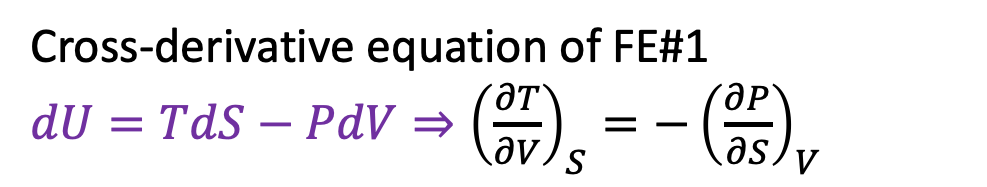 Cross-derivative equation of FE#1
dU = TdS − PdV ⇒ (∂T/∂V)_S = −(∂P/∂S)_V